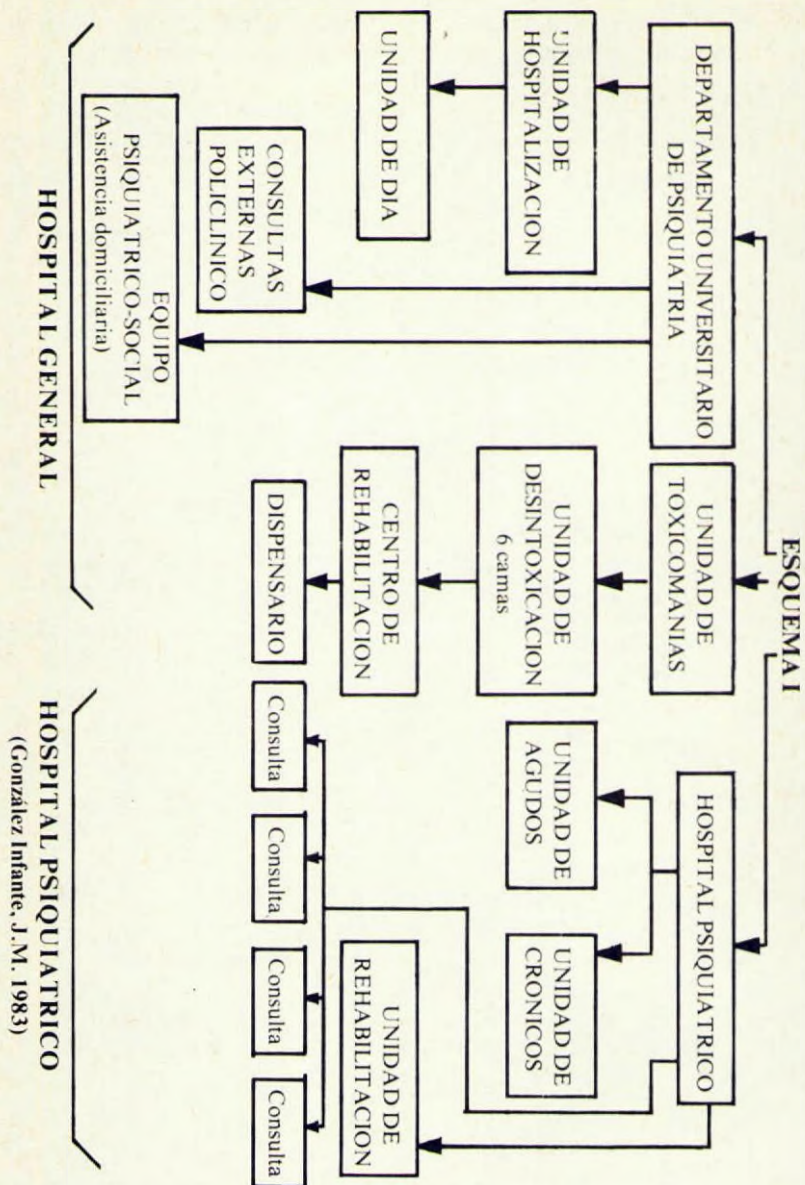 ESQUEMA I
DEPARTAMENTO UNIVERSITARIO
DE PSIQUIATRIA
UNIDAD DE
HOSPITALIZACION
UNIDAD DE DIA
CONSULTAS
EXTERNAS
POLICLINICO
EQUIPO
PSIQUIATRICO-SOCIAL
(Asistencia domiciliaria)
UNIDAD DE
TOXICOMANIAS
UNIDAD DE
DESINTOXICACION
6 camas
CENTRO DE
REHABILITACION
DISPENSARIO
HOSPITAL PSIQUIATRICO
UNIDAD DE
AGUDOS
UNIDAD DE
CRONICOS
UNIDAD DE
REHABILITACION
Consulta
Consulta
Consulta
Consulta
HOSPITAL GENERAL
HOSPITAL PSIQUIATRICO
(González Infante, J.M. 1983)